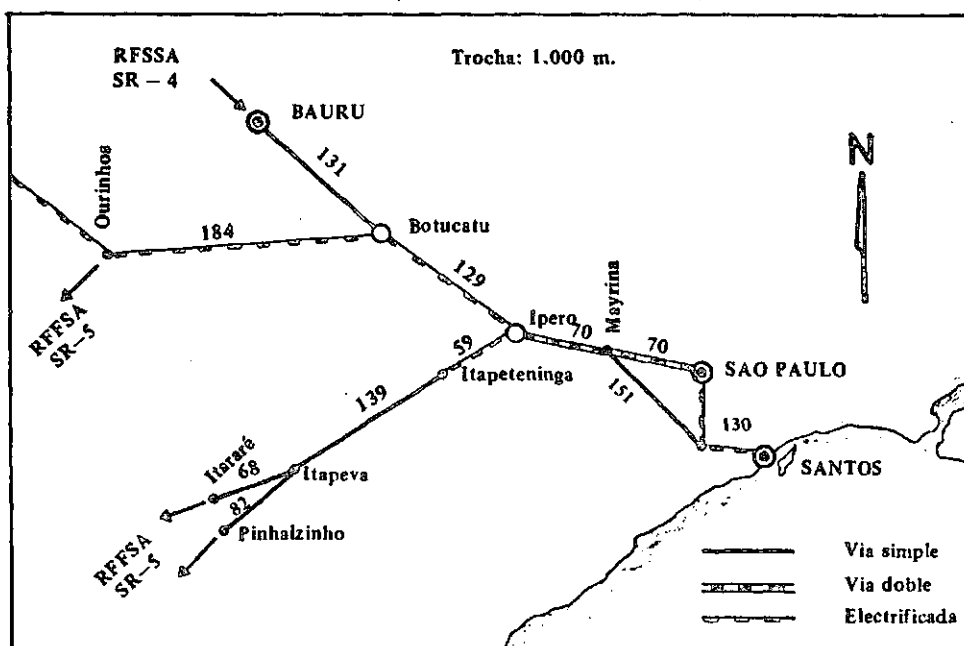 RFSSA
SR – 4
Trocha: 1,000 m.
BAURU
N
131
Ourinhos
184
Botucatu
129
Mayrina
RFFSA
SR–5
Ipero
70
70
59
SAO PAULO
Itapeteninga
151
139
130
Itararé
68
Itapeva
SANTOS
82
RFFSA
SR–5
Pinhalzinho
Via simple
Via doble
Electrificada